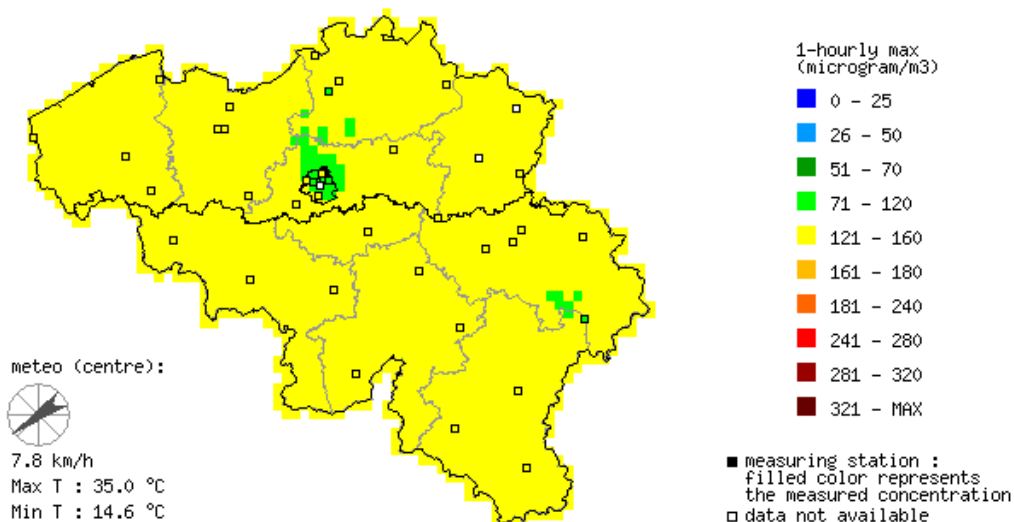 1-hourly max
(microgram/m3)
0 - 25
26 - 50
51 - 70
71 - 120
121 - 160
161 - 180
181 - 240
241 - 280
281 - 320
321 - MAX
meteo (centre):
7.8 km/h
Max T : 35.0 °C
Min T : 14.6 °C
measuring station :
filled color represents
the measured concentration
data not available